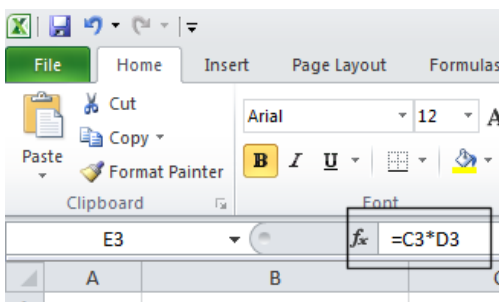 File Home Insert Page Layout Formulas
Cut
Copy
Paste
Format Painter
Arial 12 A
B I U
Clipboard Font
E3 fx =C3*D3
A B